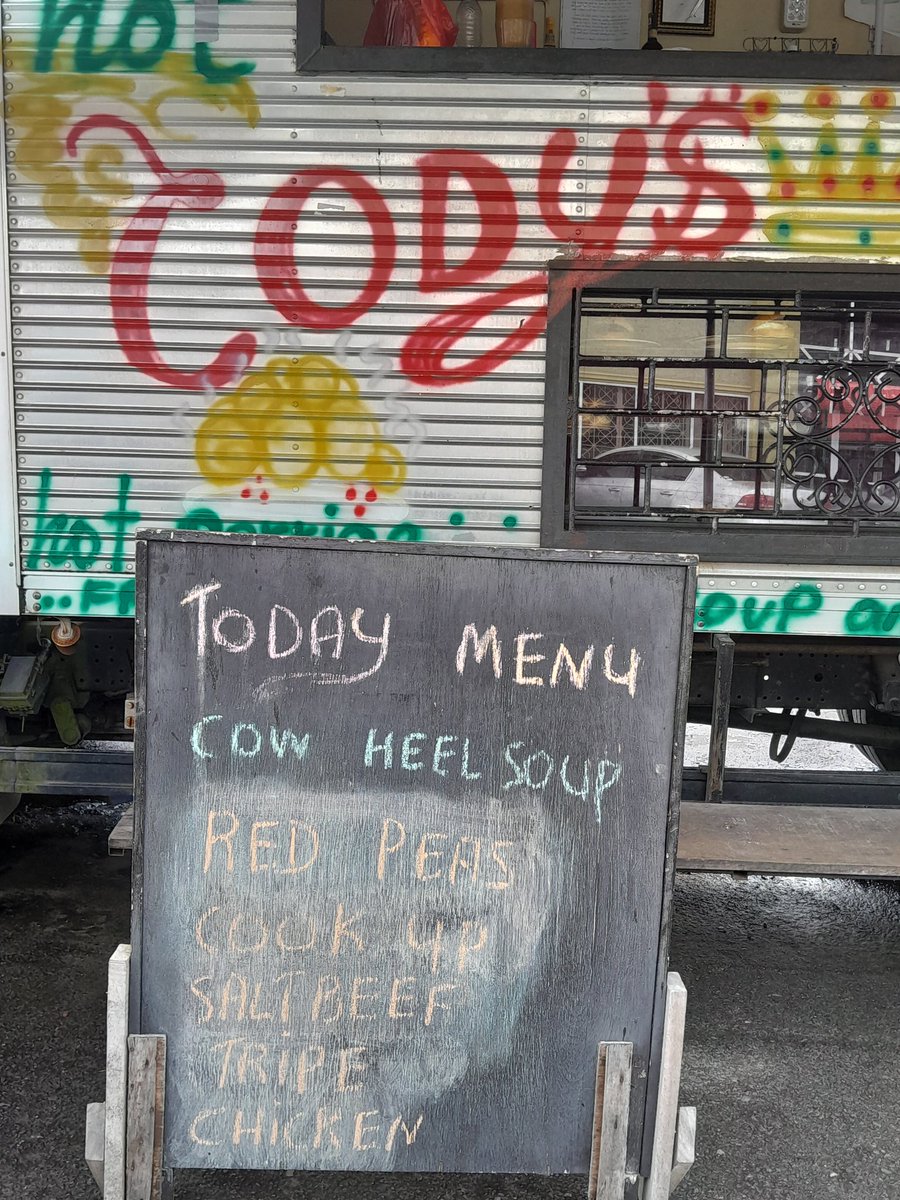 hot
CODY'S
hot
TODAY MENU
COW HEEL SOUP
RED PEAS
COOK UP
SALT BEEF
TRIPE
CHICKEN